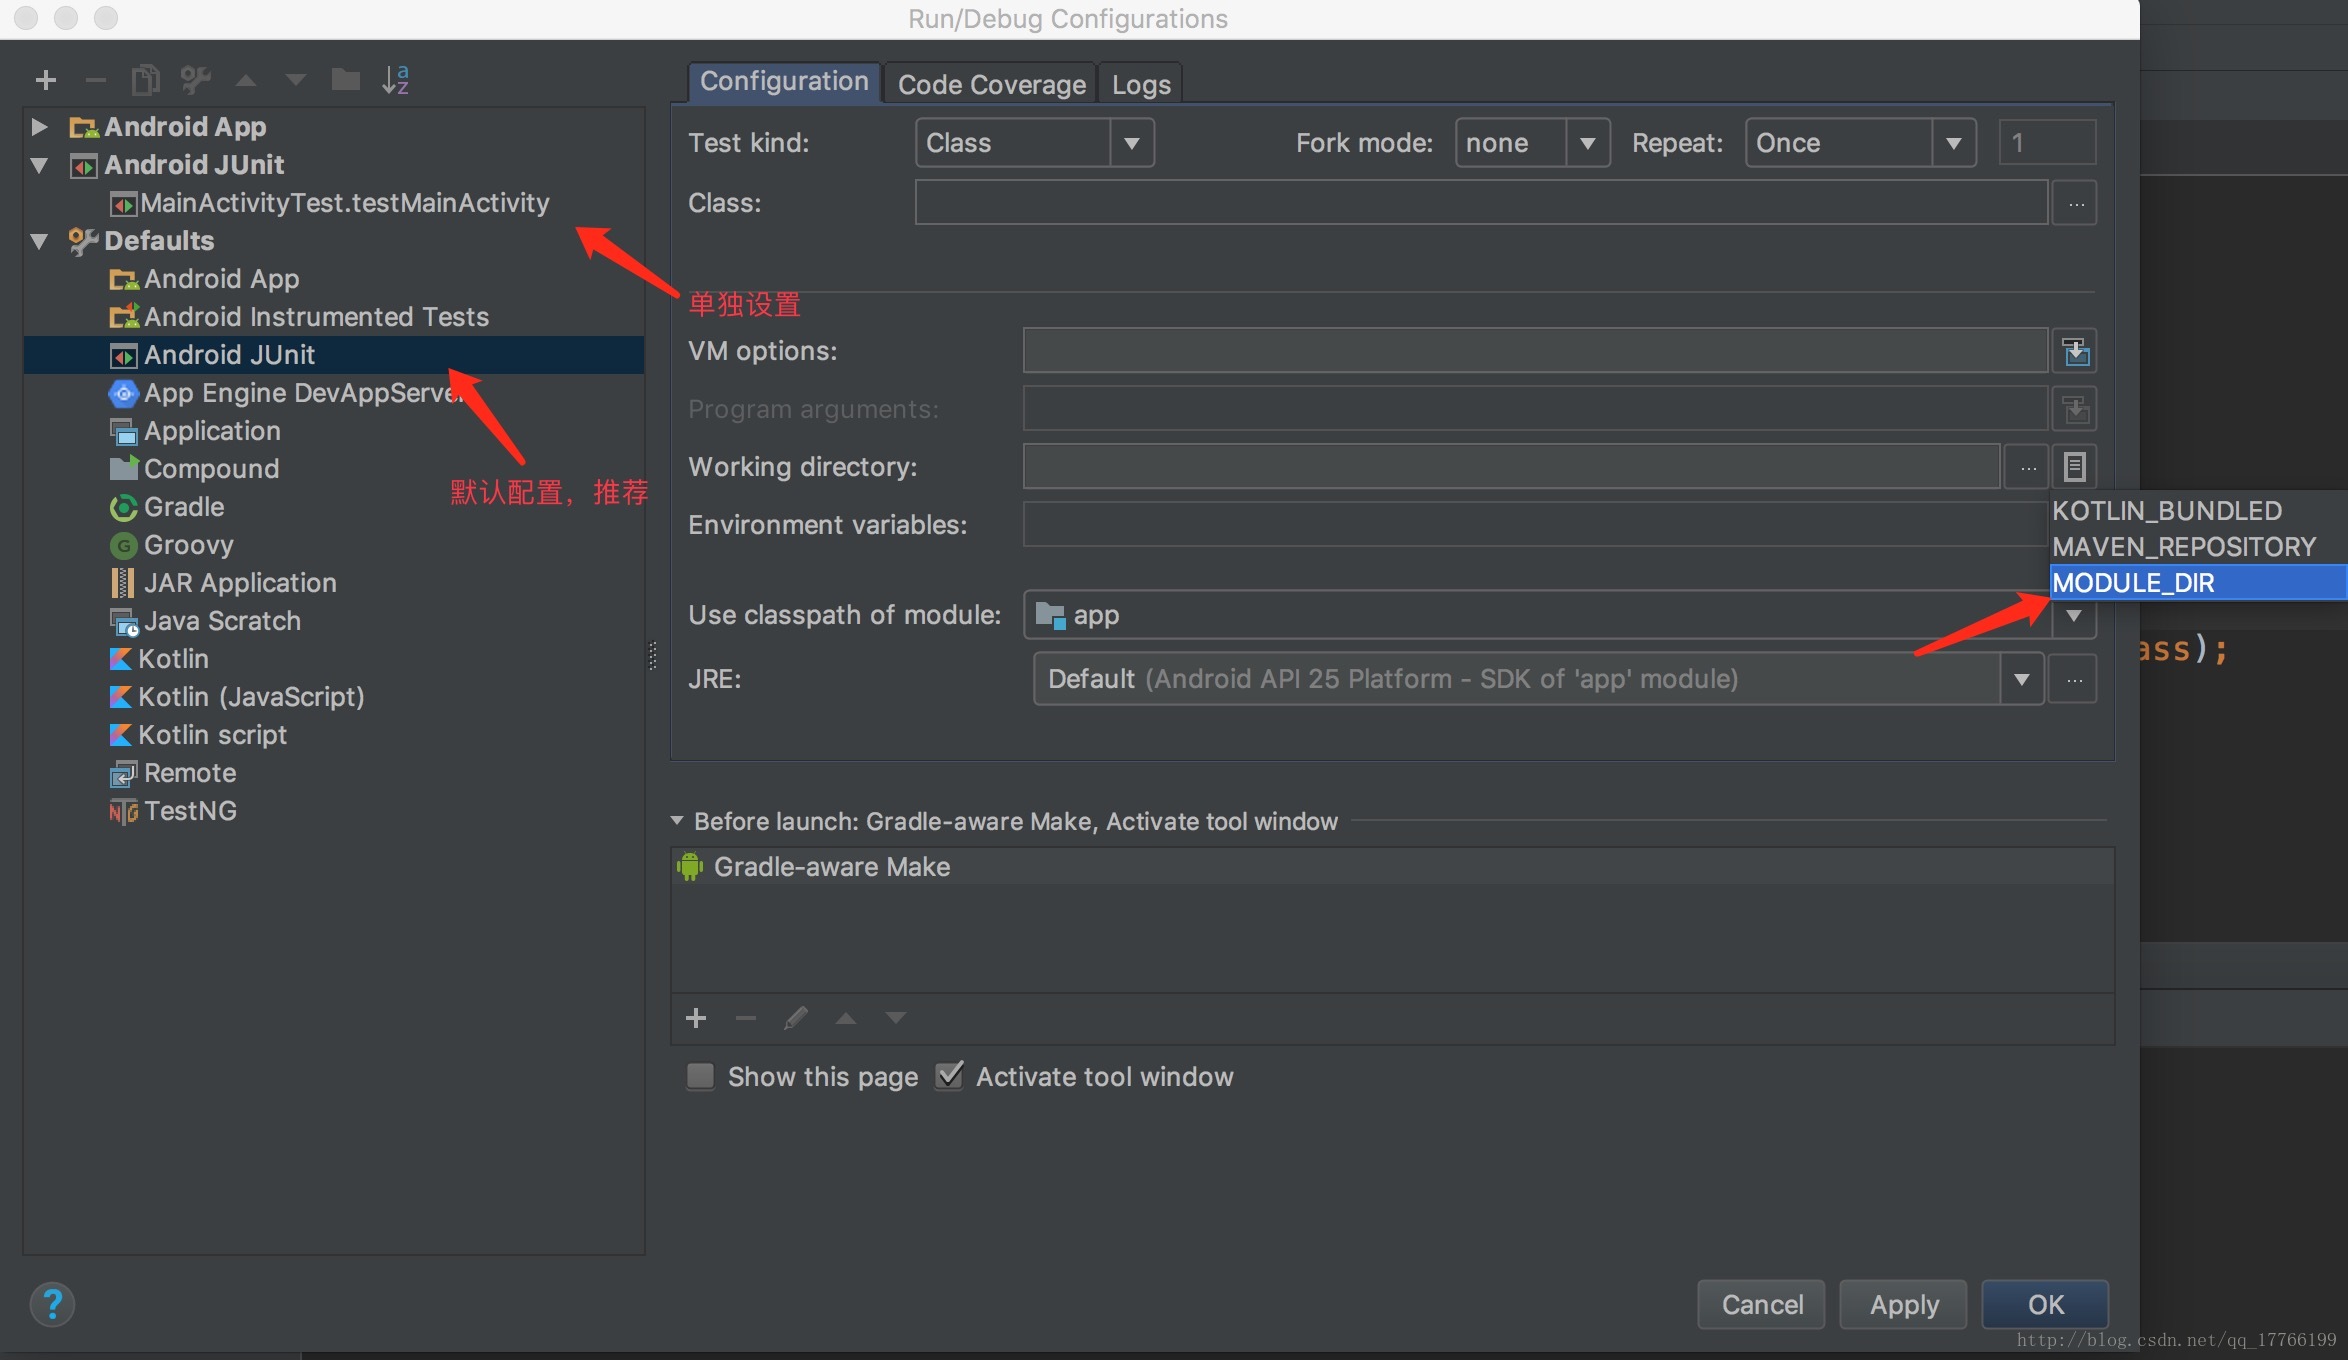 Run/Debug Configurations
Android App
Android JUnit
MainActivityTest.testMainActivity
Defaults
Android App
Android Instrumented Tests
Android JUnit
App Engine DevAppServer
Application
Compound
Gradle
Groovy
JAR Application
Java Scratch
Kotlin
Kotlin (JavaScript)
Kotlin script
Remote
TestNG
单独设置
默认配置，推荐
Configuration Code Coverage Logs
Test kind: Class Fork mode: none Repeat: Once 1
Class: ...
VM options:
Program arguments:
Working directory: ...
Environment variables:
KOTLIN_BUNDLED
MAVEN_REPOSITORY
MODULE_DIR
Use classpath of module: app
JRE: Default (Android API 25 Platform - SDK of 'app' module) ...
ass);
Before launch: Gradle-aware Make, Activate tool window
Gradle-aware Make
Show this page Activate tool window
? Cancel Apply OK
http://blog.csdn.net/qq_17766199